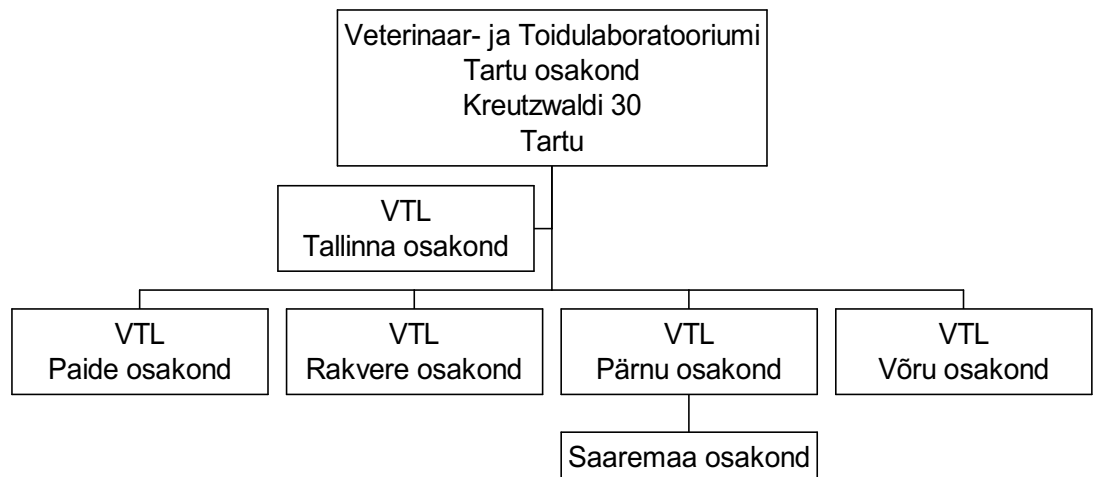 Veterinaar- ja Toidulaboratooriumi
Tartu osakond
Kreutzwaldi 30
Tartu
VTL
Tallinna osakond
VTL
Paide osakond
VTL
Rakvere osakond
VTL
Pärnu osakond
VTL
Võru osakond
Saaremaa osakond